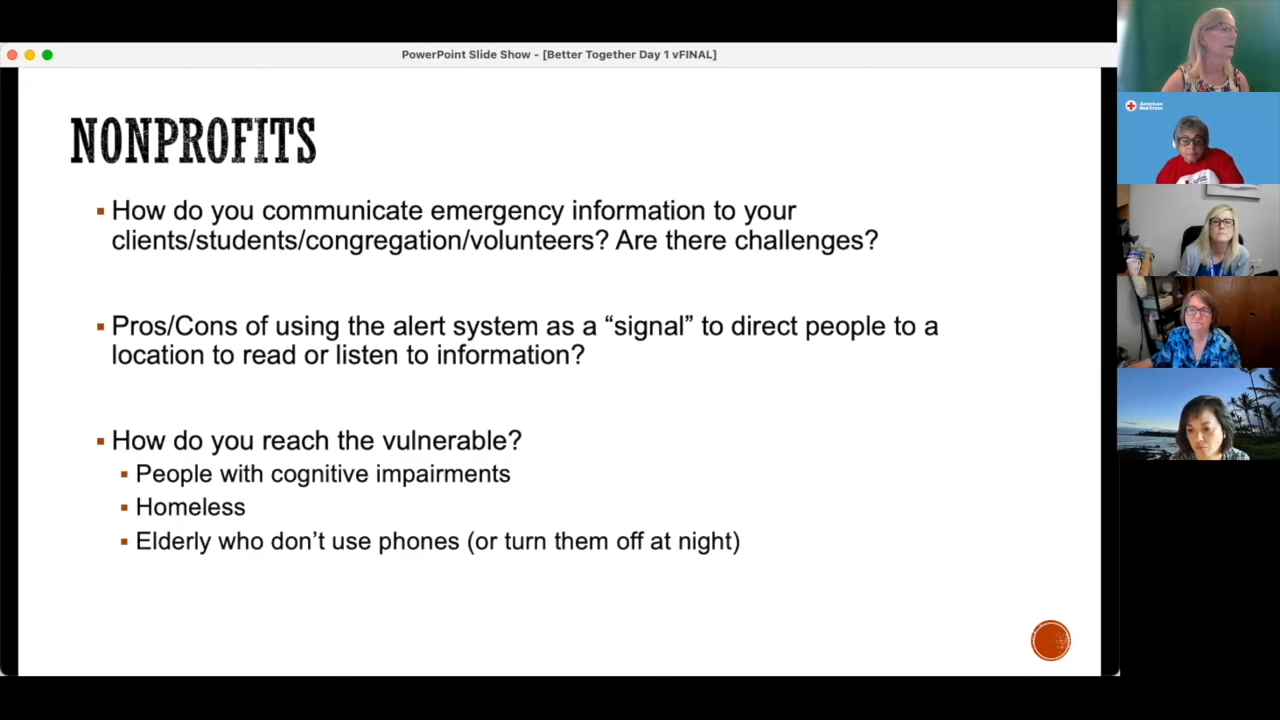 PowerPoint Slide Show - [Better Together Day 1 vFINAL]
NONPROFITS
▪ How do you communicate emergency information to your
clients/students/congregation/volunteers? Are there challenges?
▪ Pros/Cons of using the alert system as a “signal” to direct people to a
location to read or listen to information?
▪ How do you reach the vulnerable?
▪ People with cognitive impairments
▪ Homeless
▪ Elderly who don’t use phones (or turn them off at night)
American
Red Cross